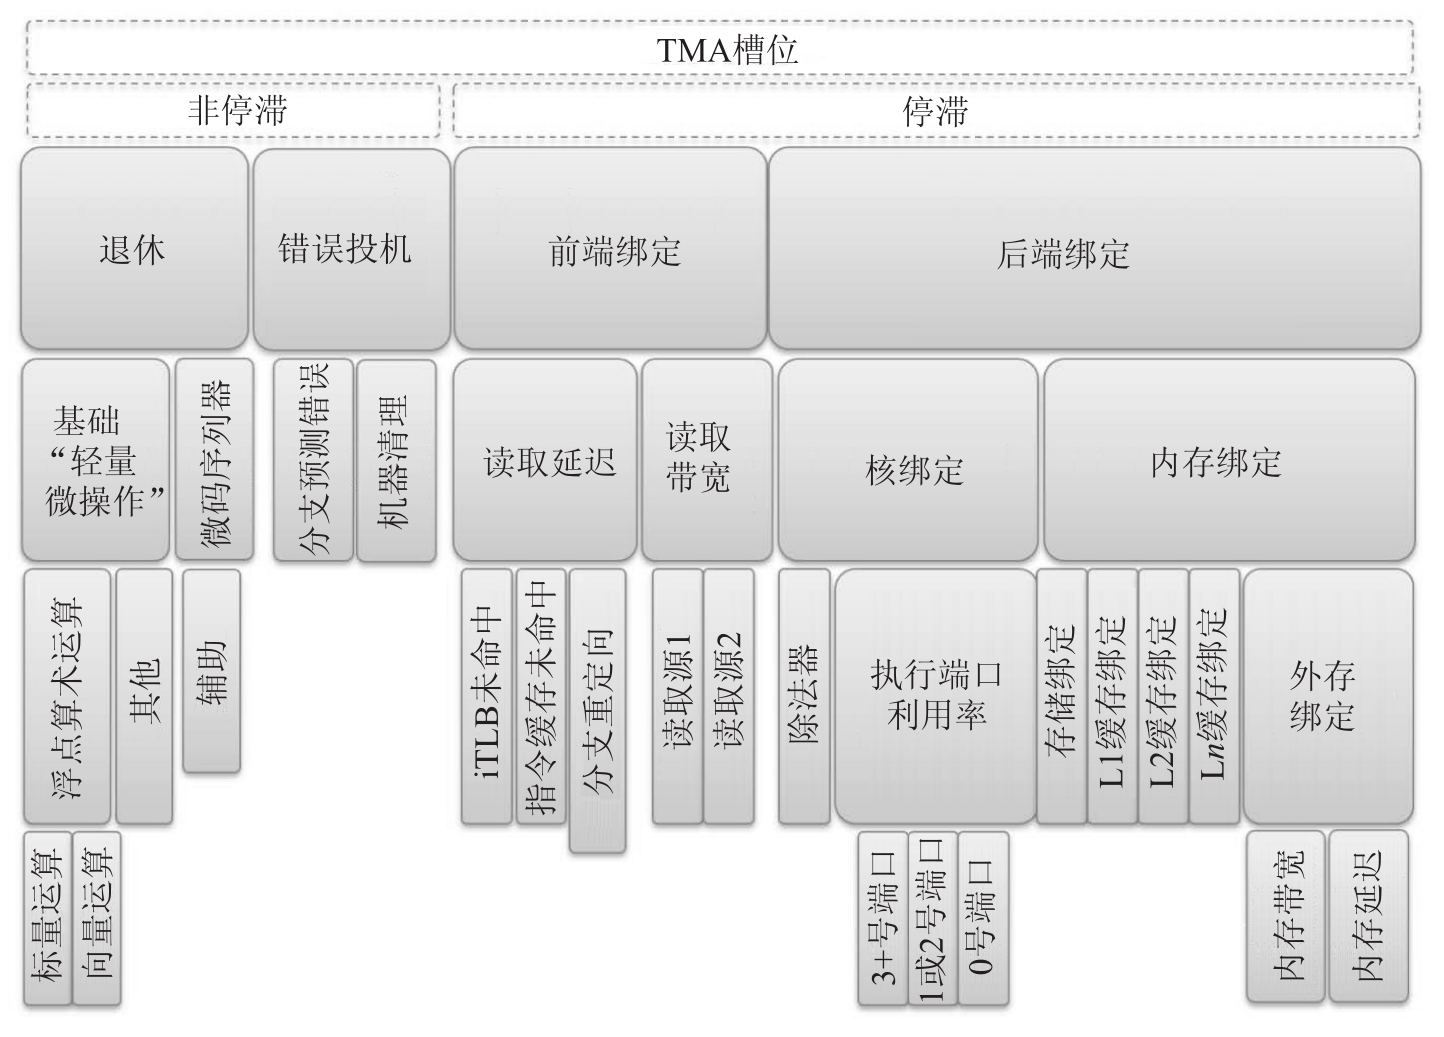 TMA槽位
非停滞
停滞
退休
错误投机
前端绑定
后端绑定
基础
“轻量
微操作”
微码序列器
分支预测错误
机器清理
读取延迟
读取
带宽
核绑定
内存绑定
浮点算术运算
其他
辅助
iTLB未命中
指令缓存未命中
分支重定向
读取源1
读取源2
除法器
执行端口
利用率
存储绑定
L1缓存绑定
L2缓存绑定
Ln缓存绑定
外存
绑定
标量运算
向量运算
3+号端口
1或2号端口
0号端口
内存带宽
内存延迟